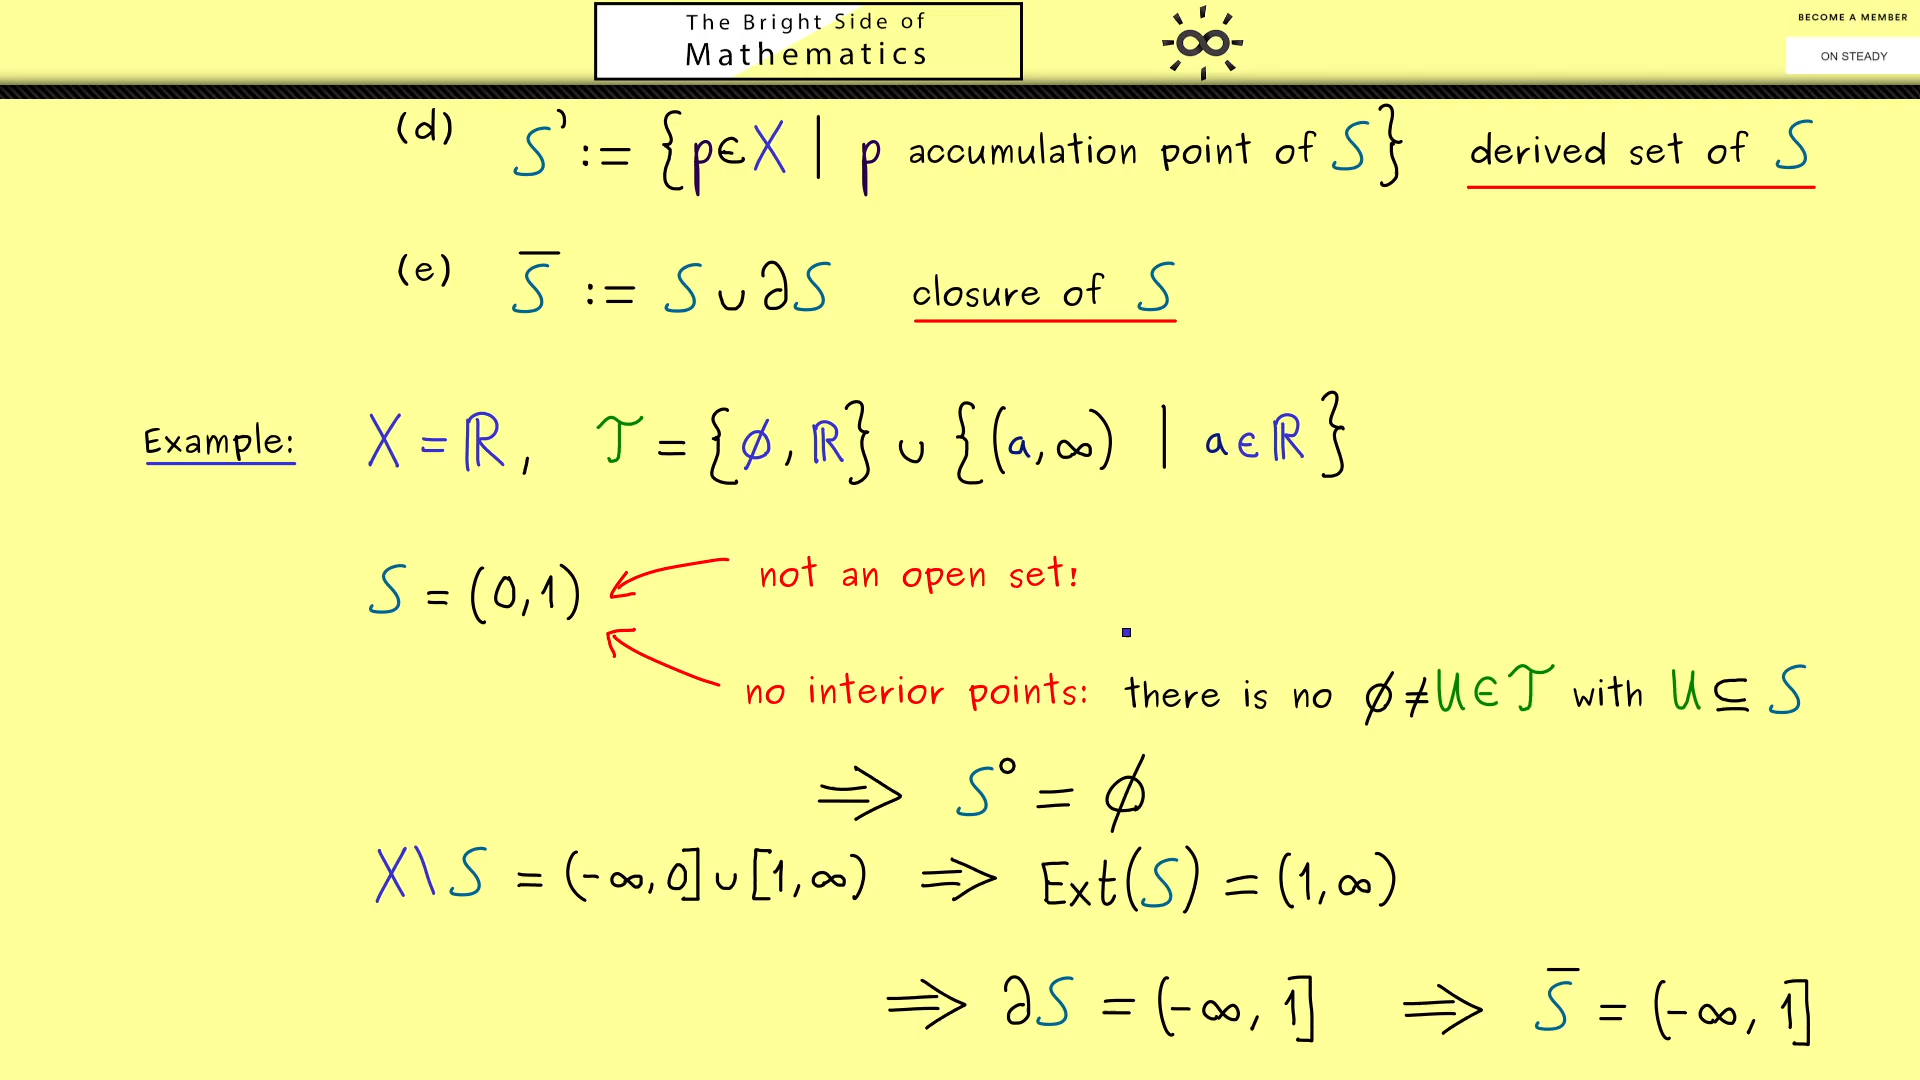 The Bright Side of
Mathematics
BECOME A MEMBER
ON STEADY
(d) S' := {p∈X | p accumulation point of S} derived set of S
(e) S̅ := S ∪ ∂S closure of S
Example: X = ℝ, 𝒯 = {∅, ℝ} ∪ {(a, ∞) | a ∈ ℝ}
S = (0,1) not an open set!
no interior points: there is no ∅ ≠ U ∈ 𝒯 with U ⊆ S
⟹ S° = ∅
X\S = (-∞, 0] ∪ [1, ∞) ⟹ Ext(S) = (1, ∞)
⟹ ∂S = (-∞, 1] ⟹ S̅ = (-∞, 1]